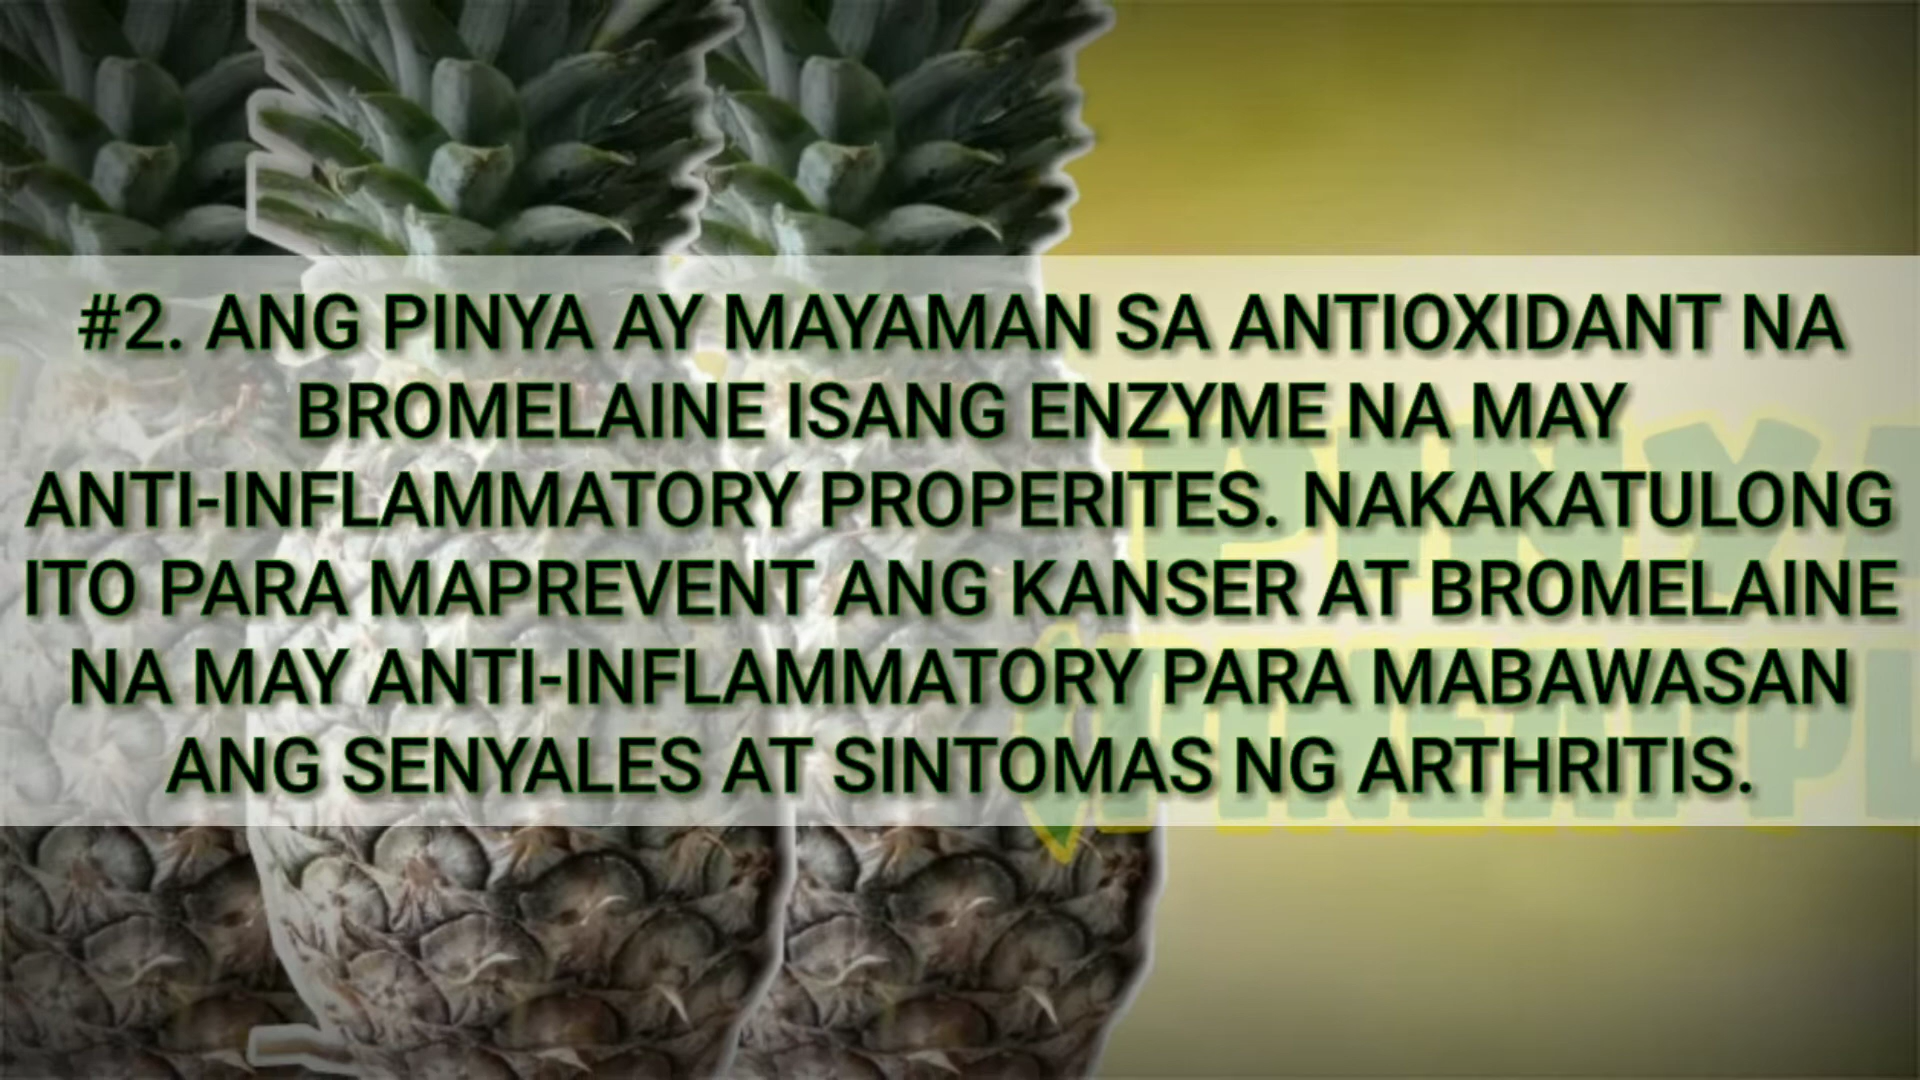 #2. ANG PINYA AY MAYAMAN SA ANTIOXIDANT NA
BROMELAINE ISANG ENZYME NA MAY
ANTI-INFLAMMATORY PROPERITES. NAKAKATULONG
ITO PARA MAPREVENT ANG KANSER AT BROMELAINE
NA MAY ANTI-INFLAMMATORY PARA MABAWASAN
ANG SENYALES AT SINTOMAS NG ARTHRITIS.